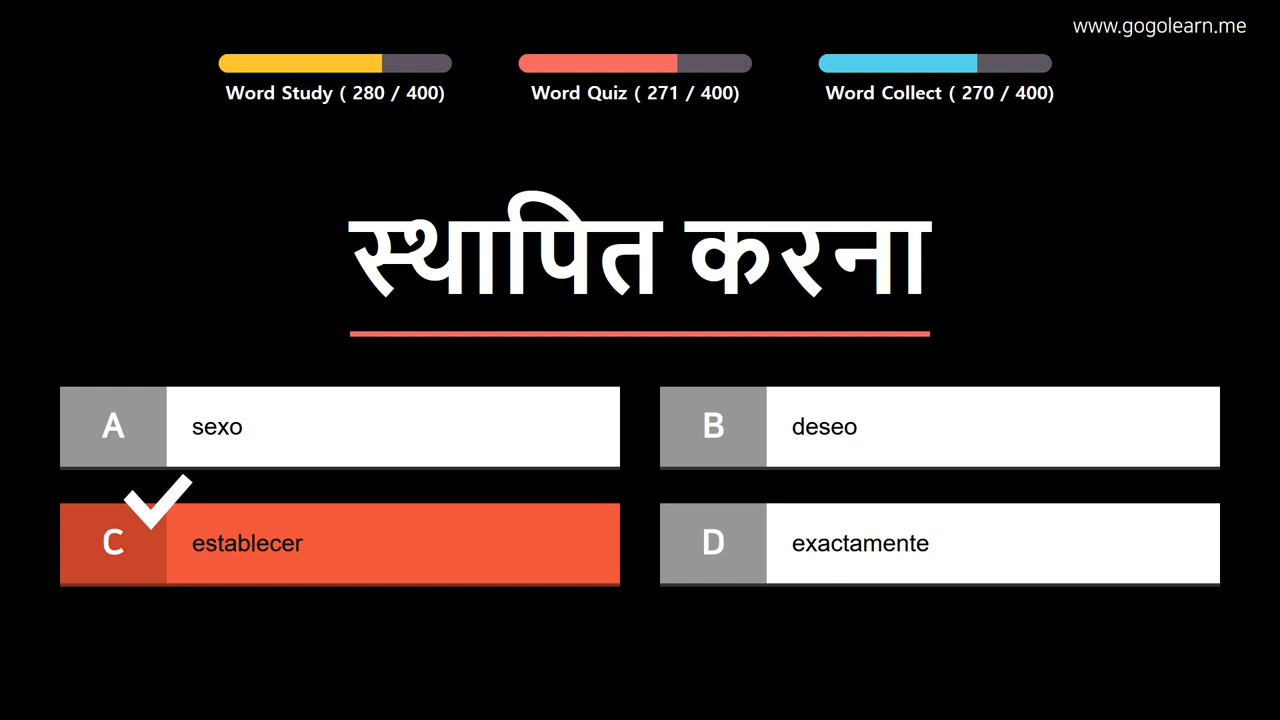 www.gogolearn.me
Word Study ( 280 / 400)
Word Quiz ( 271 / 400)
Word Collect ( 270 / 400)
स्थापित करना
A sexo
B deseo
C establecer
D exactamente